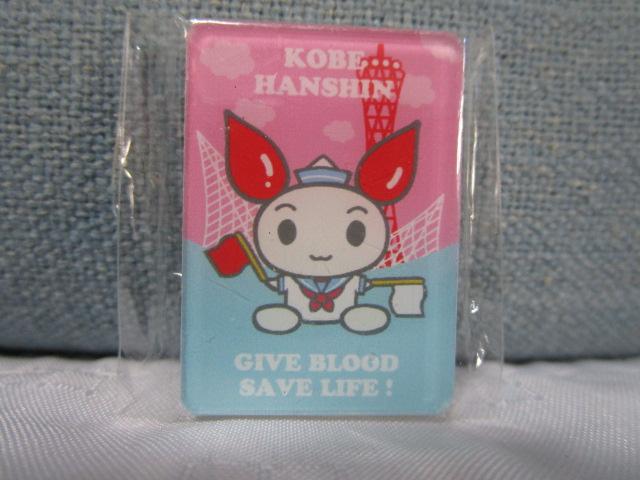 KOBE
HANSHIN
GIVE BLOOD
SAVE LIFE !